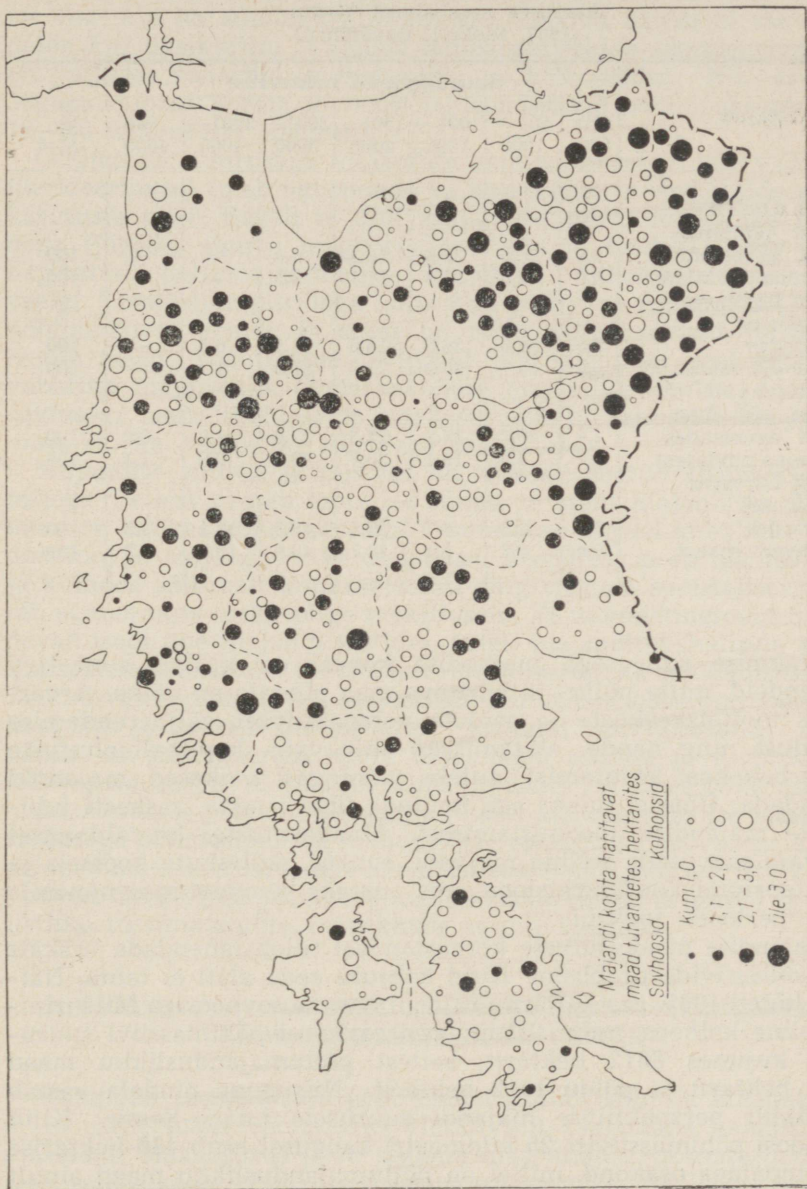 Majandi kohta haritavat
maad tuhandetes hektarites
Sovhoosid kolhoosid
kuni 1,0
1,1 - 2,0
2,1 - 3,0
üle 3,0